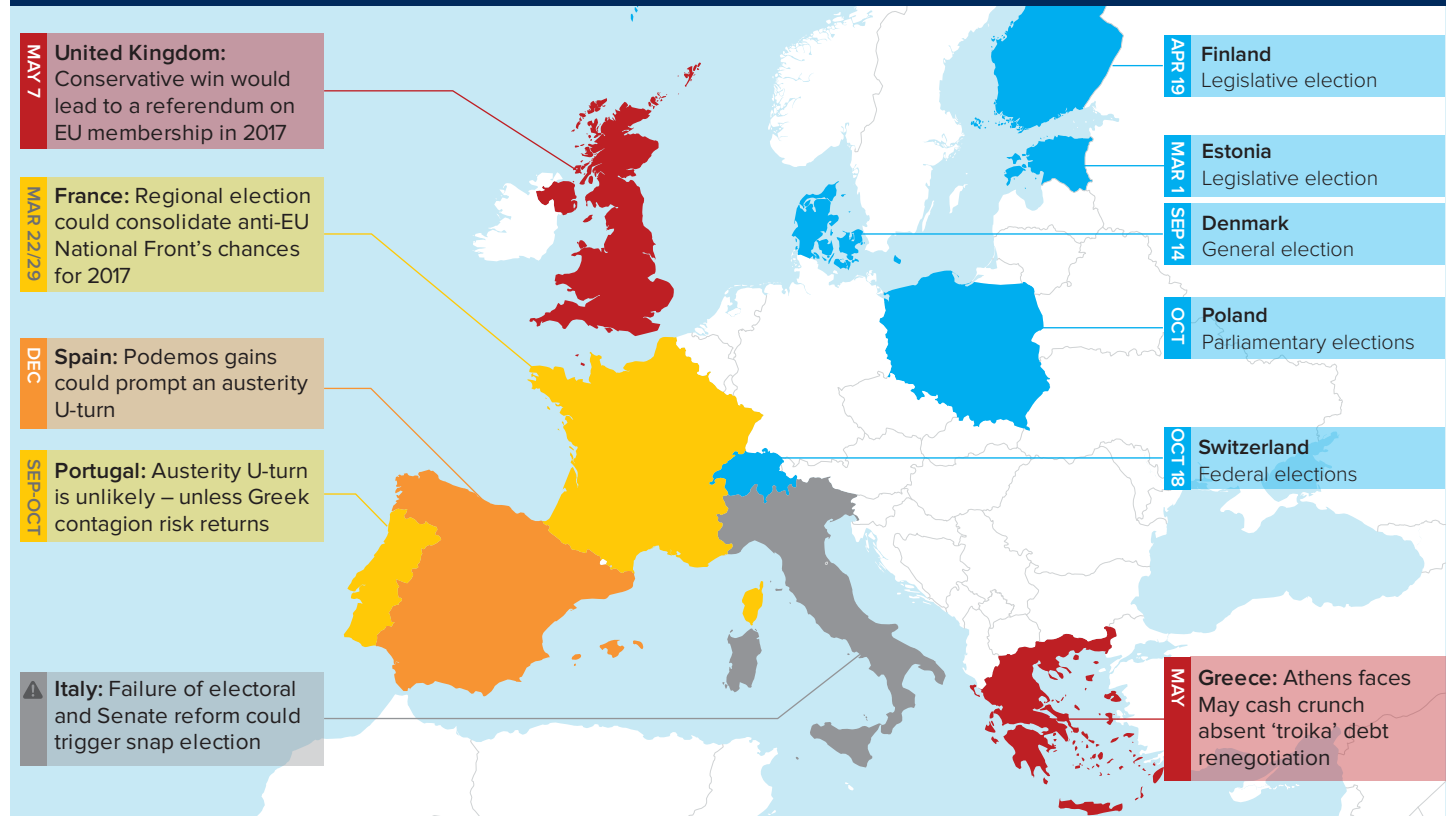 MAY 7
United Kingdom:
Conservative win would
lead to a referendum on
EU membership in 2017
MAR 22/29
France: Regional election
could consolidate anti-EU
National Front’s chances
for 2017
DEC
Spain: Podemos gains
could prompt an austerity
U-turn
SEP-OCT
Portugal: Austerity U-turn
is unlikely – unless Greek
contagion risk returns
Italy: Failure of electoral
and Senate reform could
trigger snap election
APR 19
Finland
Legislative election
MAR 1
Estonia
Legislative election
SEP 14
Denmark
General election
OCT
Poland
Parliamentary elections
OCT 18
Switzerland
Federal elections
MAY
Greece: Athens faces
May cash crunch
absent ‘troika’ debt
renegotiation